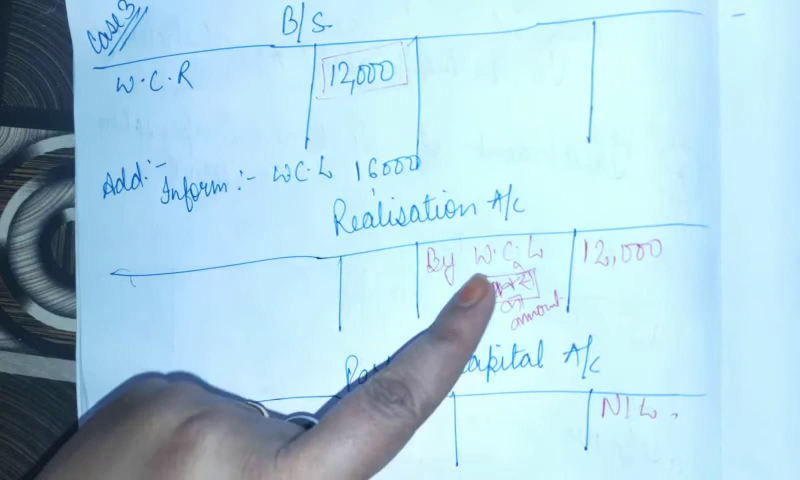 Case 3
B/S
W.C.R 12,000
Add:- Inform:- W.C.L 16000
Realisation A/c
By W.C.L 12,000
का
amount
Capital A/c
NIL.